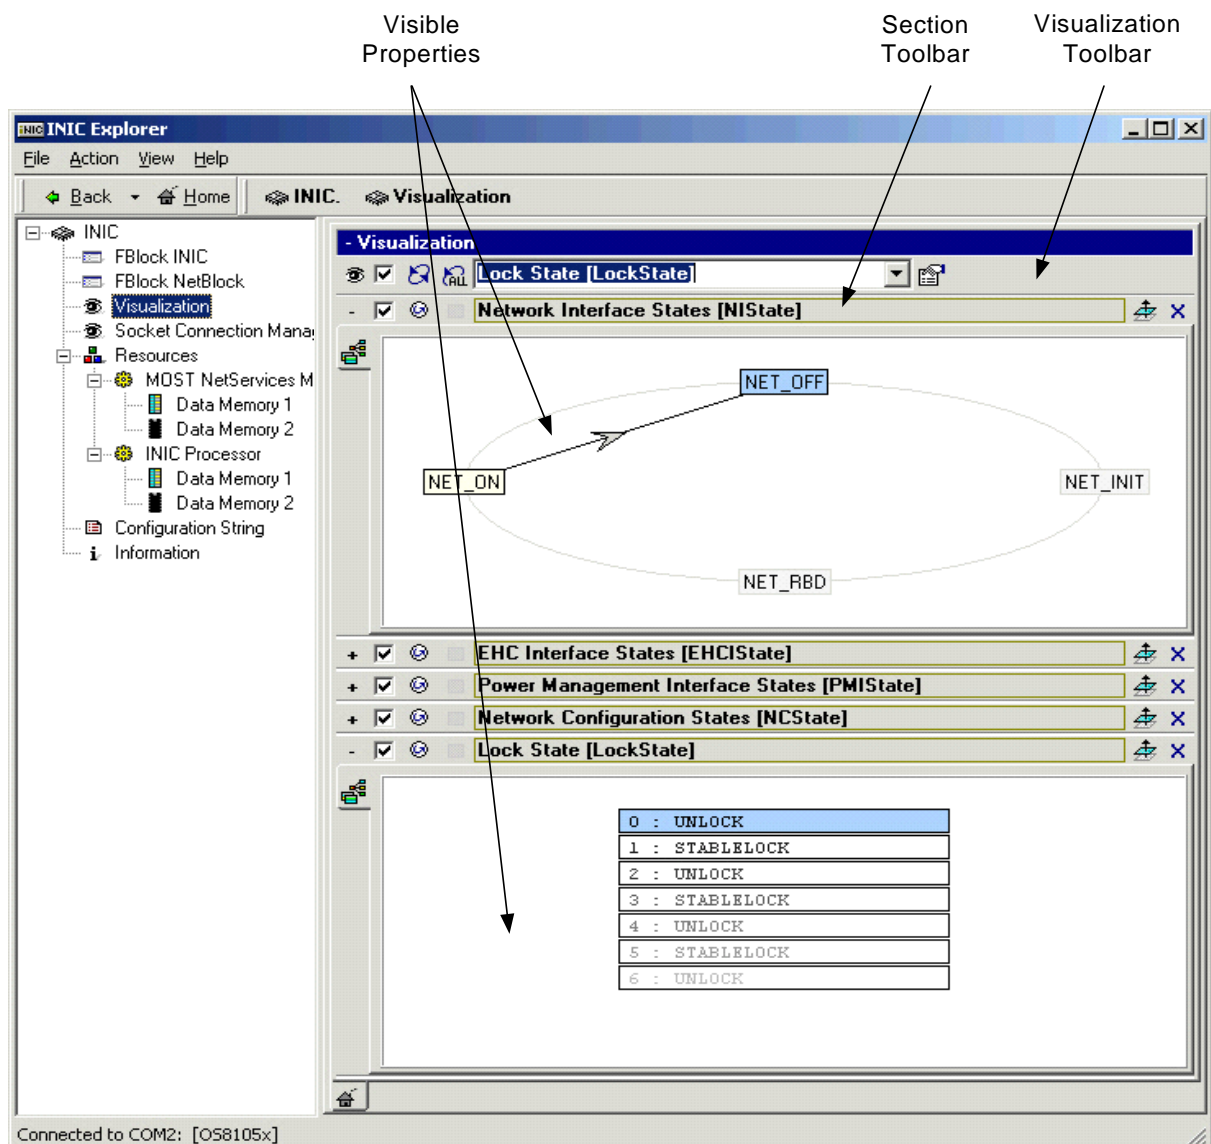 Visible
Properties
Section
Toolbar
Visualization
Toolbar
INIC INIC Explorer
File Action View Help
Back Home INIC. Visualization
INIC
FBlock INIC
FBlock NetBlock
Visualization
Socket Connection Mana
Resources
MOST NetServices M
Data Memory 1
Data Memory 2
INIC Processor
Data Memory 1
Data Memory 2
Configuration String
Information
- Visualization
ALL Lock State [LockState]
- Network Interface States [NIState]
NET_OFF
NET_ON
NET_INIT
NET_RBD
+ EHC Interface States [EHCIState]
+ Power Management Interface States [PMIState]
+ Network Configuration States [NCState]
- Lock State [LockState]
0 : UNLOCK
1 : STABLELOCK
2 : UNLOCK
3 : STABLELOCK
4 : UNLOCK
5 : STABLELOCK
6 : UNLOCK
Connected to COM2: [OS8105x]